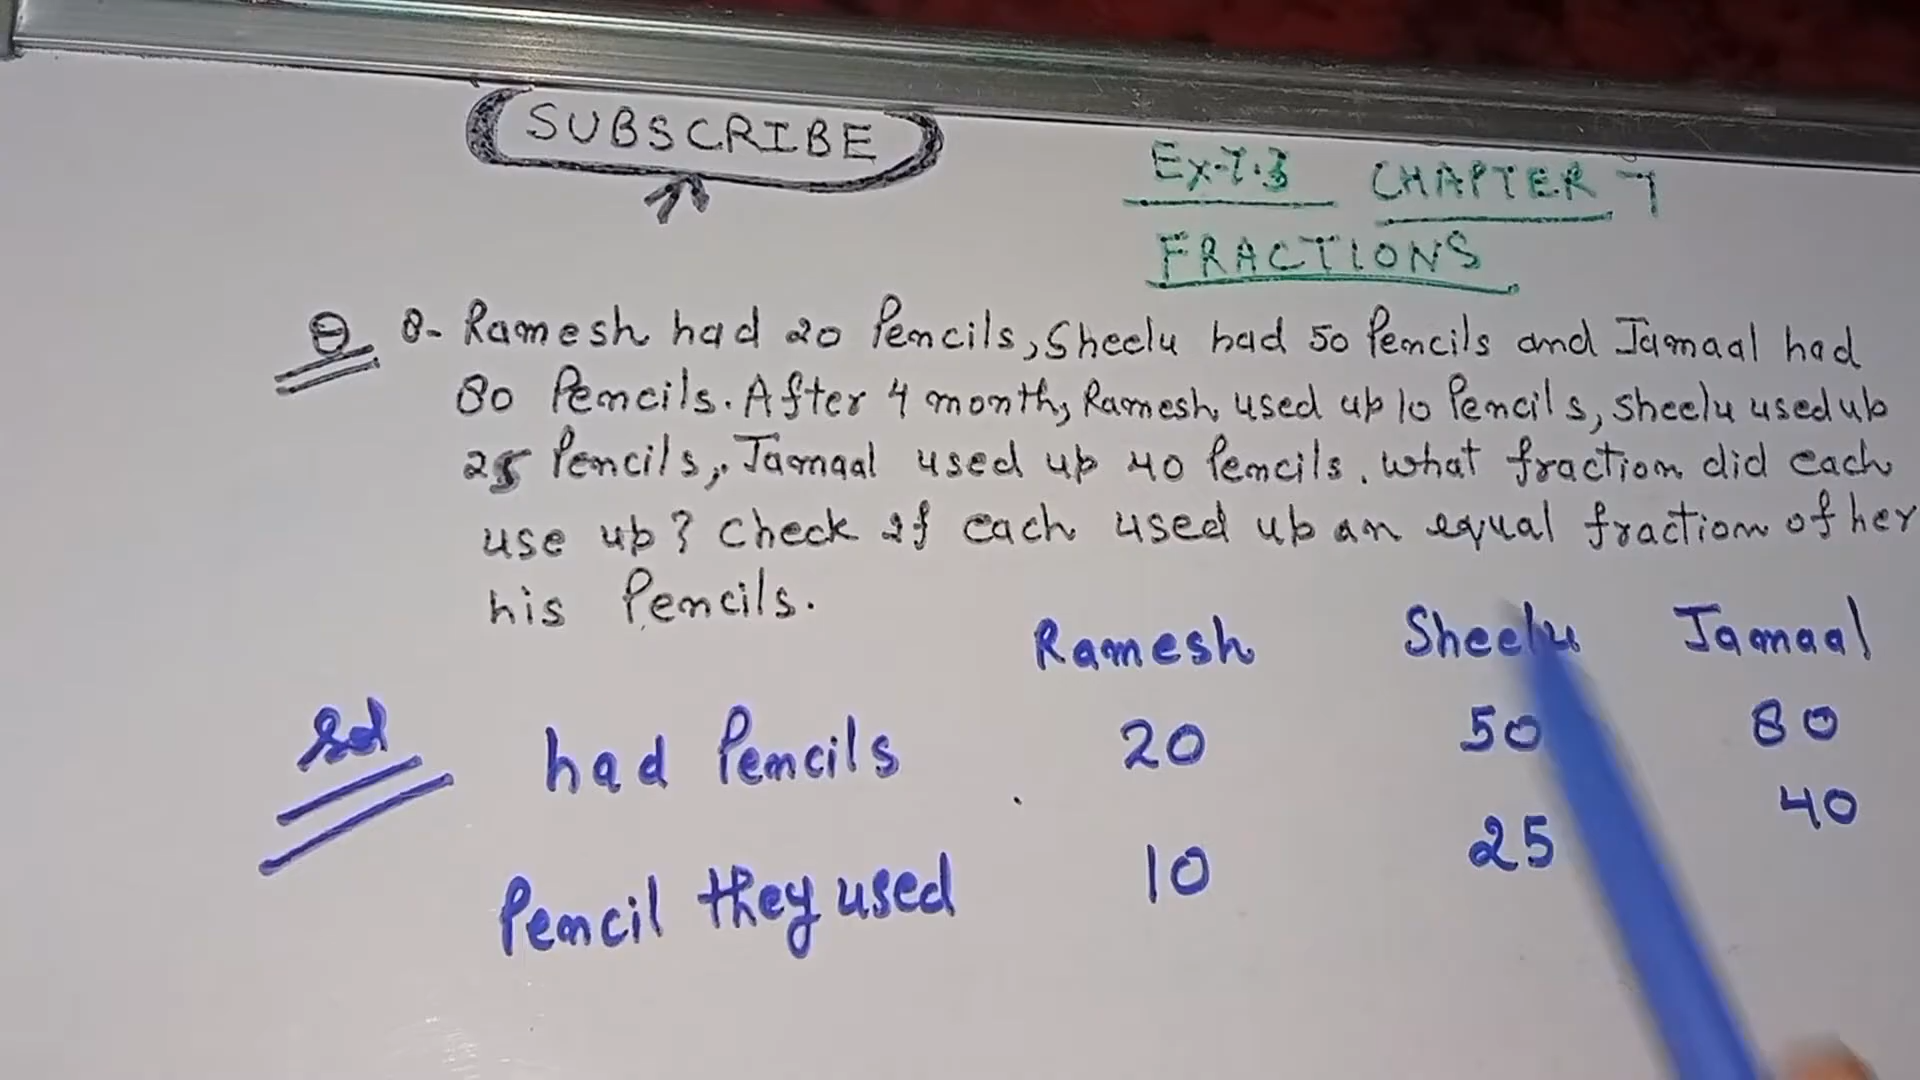 SUBSCRIBE
Ex-7.3 CHAPTER 7
FRACTIONS
Q 8- Ramesh had 20 Pencils, Sheelu had 50 Pencils and Jamaal had
80 Pencils. After 4 month, Ramesh used up 10 Pencils, Sheelu used up
25 Pencils, Jamaal used up 40 Pencils. What fraction did each
use up? Check If each used up an equal fraction of her
his Pencils.
Ramesh Sheelu Jamaal
Sol had Pencils 20 50 80
Pencil they used 10 25 40